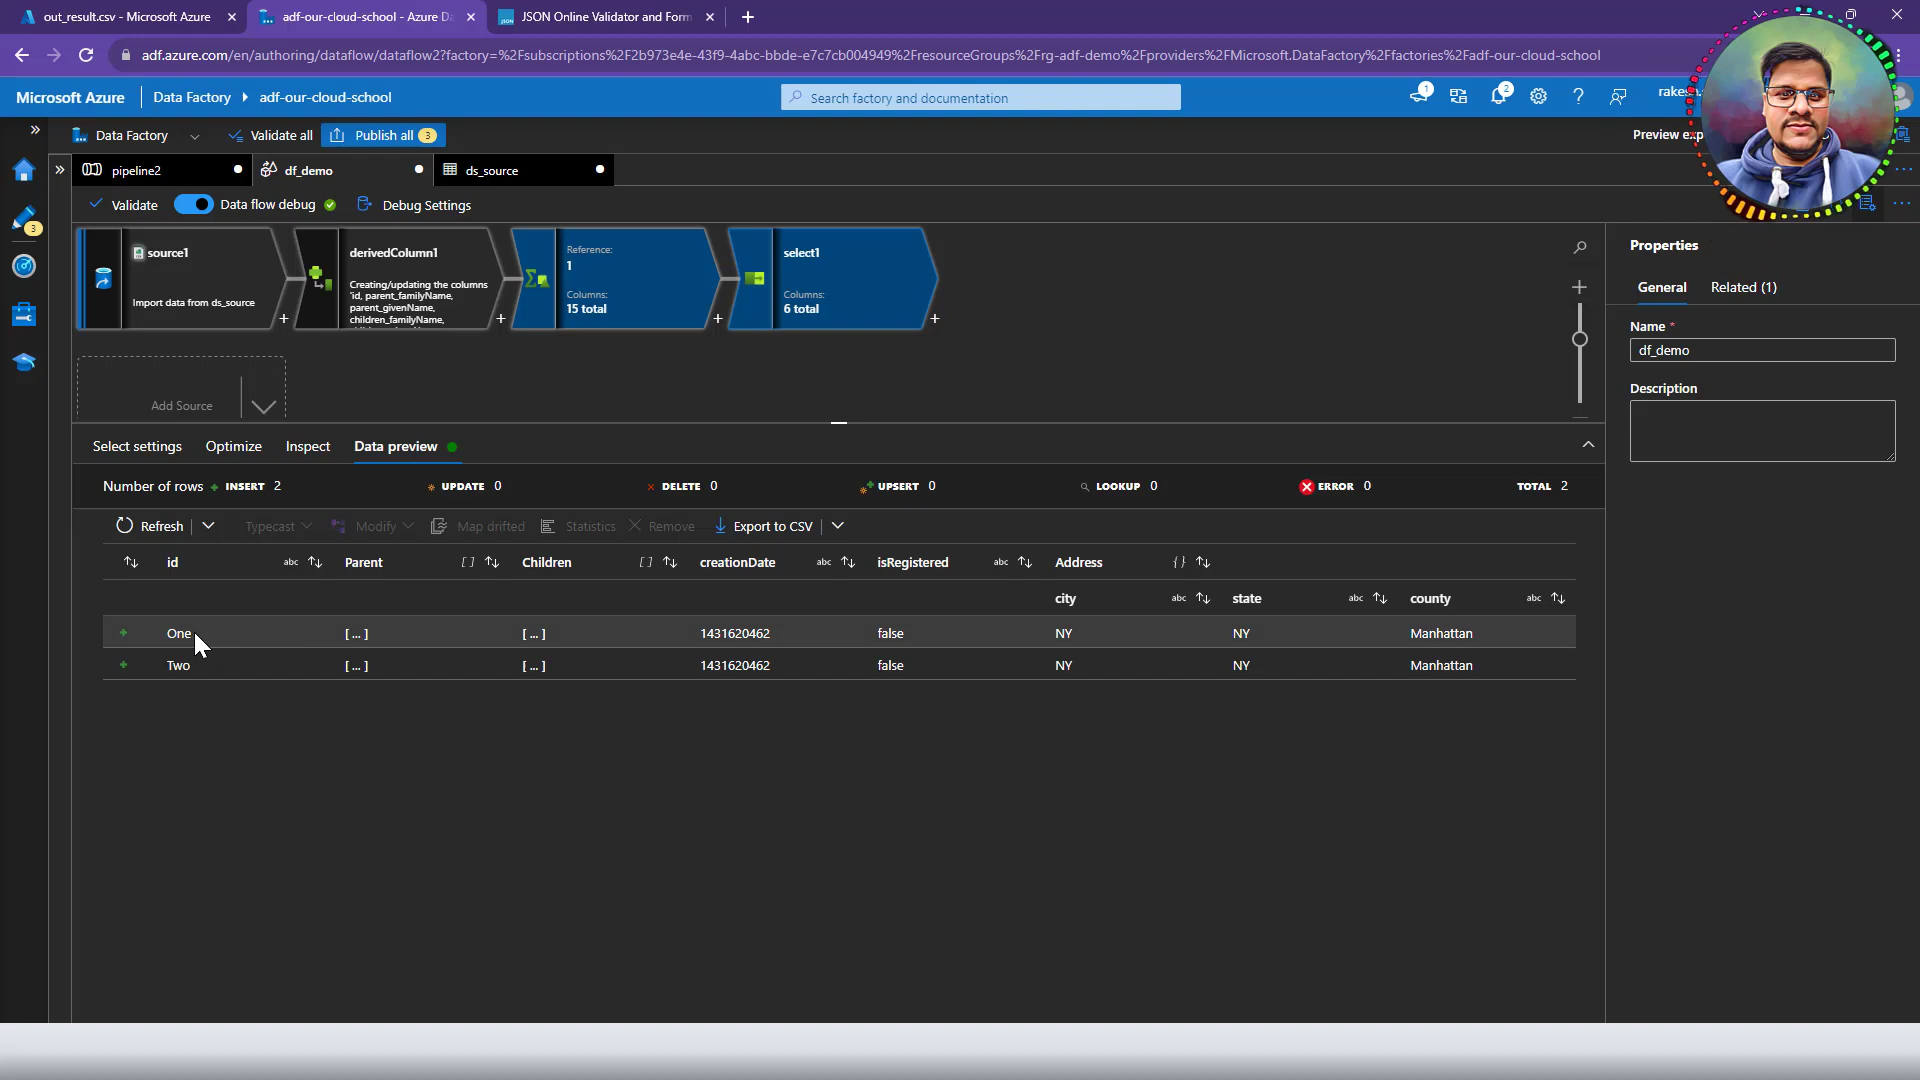 out_result.csv - Microsoft Azure
adf-our-cloud-school - Azure Da
JSON Online Validator and Form
adf.azure.com/en/authoring/dataflow/dataflow2?factory=%2Fsubscriptions%2F2b973e4e-43f9-4abc-bbde-e7c7cb004949%2FresourceGroups%2Frg-adf-demo%2Fproviders%2FMicrosoft.DataFactory%2Ffactories%2Fadf-our-cloud-school
Microsoft Azure
Data Factory
adf-our-cloud-school
Search factory and documentation
1
2
Data Factory
Validate all
Publish all 3
pipeline2
df_demo
ds_source
Validate
Data flow debug
Debug Settings
3
source1
Import data from ds_source
derivedColumn1
Creating/updating the columns
'id, parent_familyName,
parent_givenName,
children_familyName,
Reference:
1
Columns:
15 total
select1
Columns:
6 total
Add Source
Properties
General
Related (1)
Name *
df_demo
Description
Select settings
Optimize
Inspect
Data preview
Number of rows INSERT 2 UPDATE 0 DELETE 0 UPSERT 0 LOOKUP 0 ERROR 0 TOTAL 2
Refresh Typecast Modify Map drifted Statistics Remove Export to CSV
id abc Parent [ ] Children [ ] creationDate abc isRegistered abc Address { }
city abc state abc county abc
One [ ... ] [ ... ] 1431620462 false NY NY Manhattan
Two [ ... ] [ ... ] 1431620462 false NY NY Manhattan